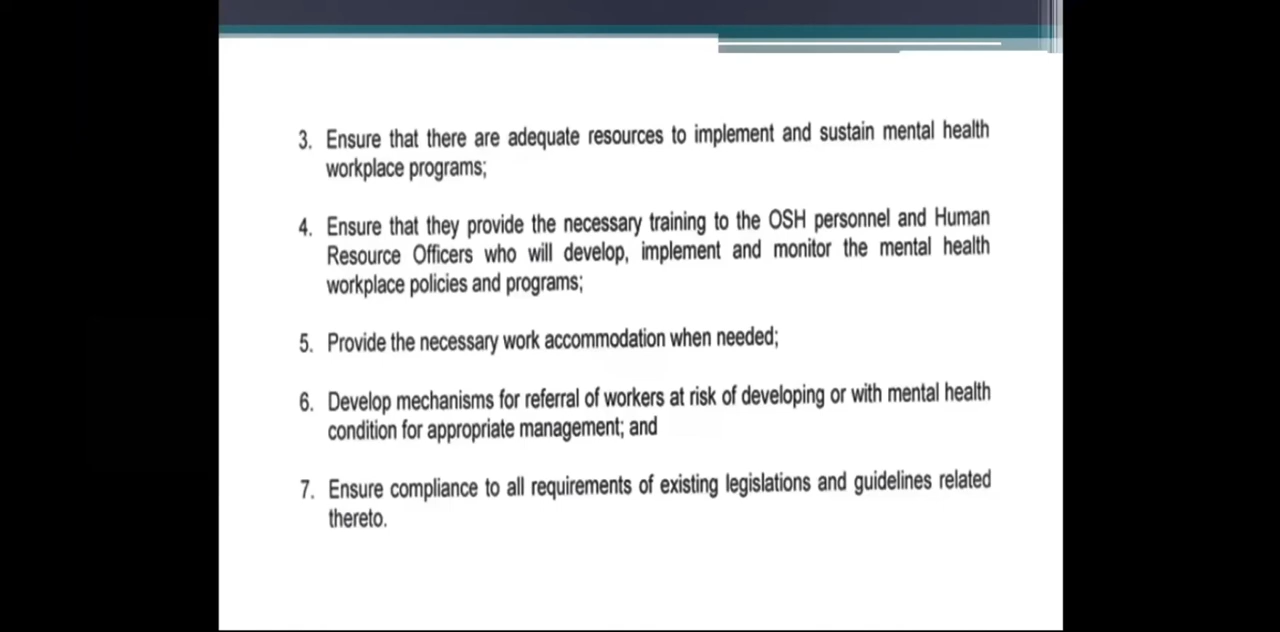 3. Ensure that there are adequate resources to implement and sustain mental health
workplace programs;
4. Ensure that they provide the necessary training to the OSH personnel and Human
Resource Officers who will develop, implement and monitor the mental health
workplace policies and programs;
5. Provide the necessary work accommodation when needed;
6. Develop mechanisms for referral of workers at risk of developing or with mental health
condition for appropriate management; and
7. Ensure compliance to all requirements of existing legislations and guidelines related
thereto.